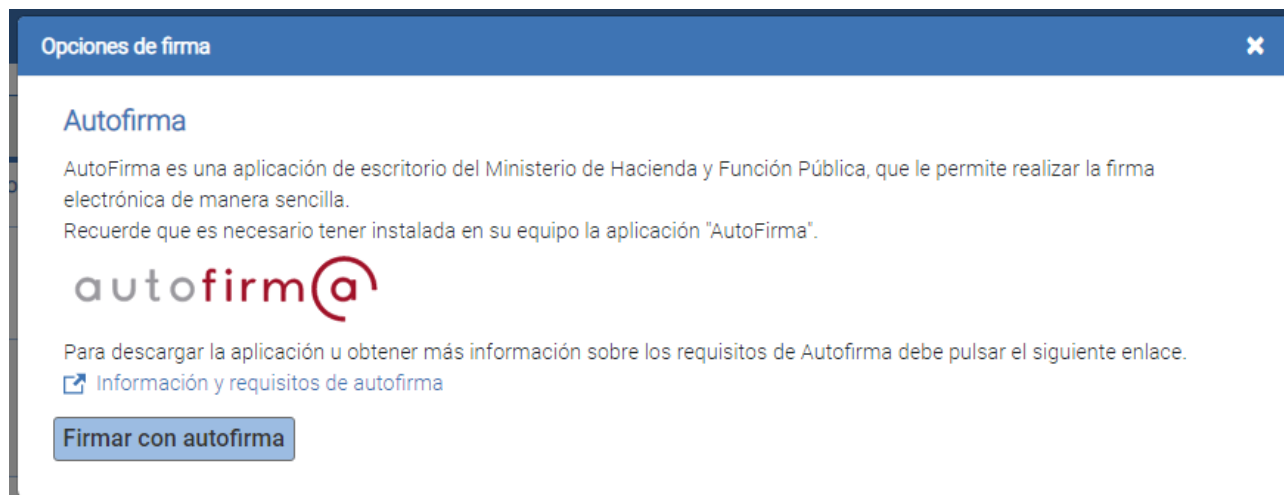 Opciones de firma
Autofirma
AutoFirma es una aplicación de escritorio del Ministerio de Hacienda y Función Pública, que le permite realizar la firma
electrónica de manera sencilla.
Recuerde que es necesario tener instalada en su equipo la aplicación "AutoFirma".
autofirm@
Para descargar la aplicación u obtener más información sobre los requisitos de Autofirma debe pulsar el siguiente enlace.
Información y requisitos de autofirma
Firmar con autofirma